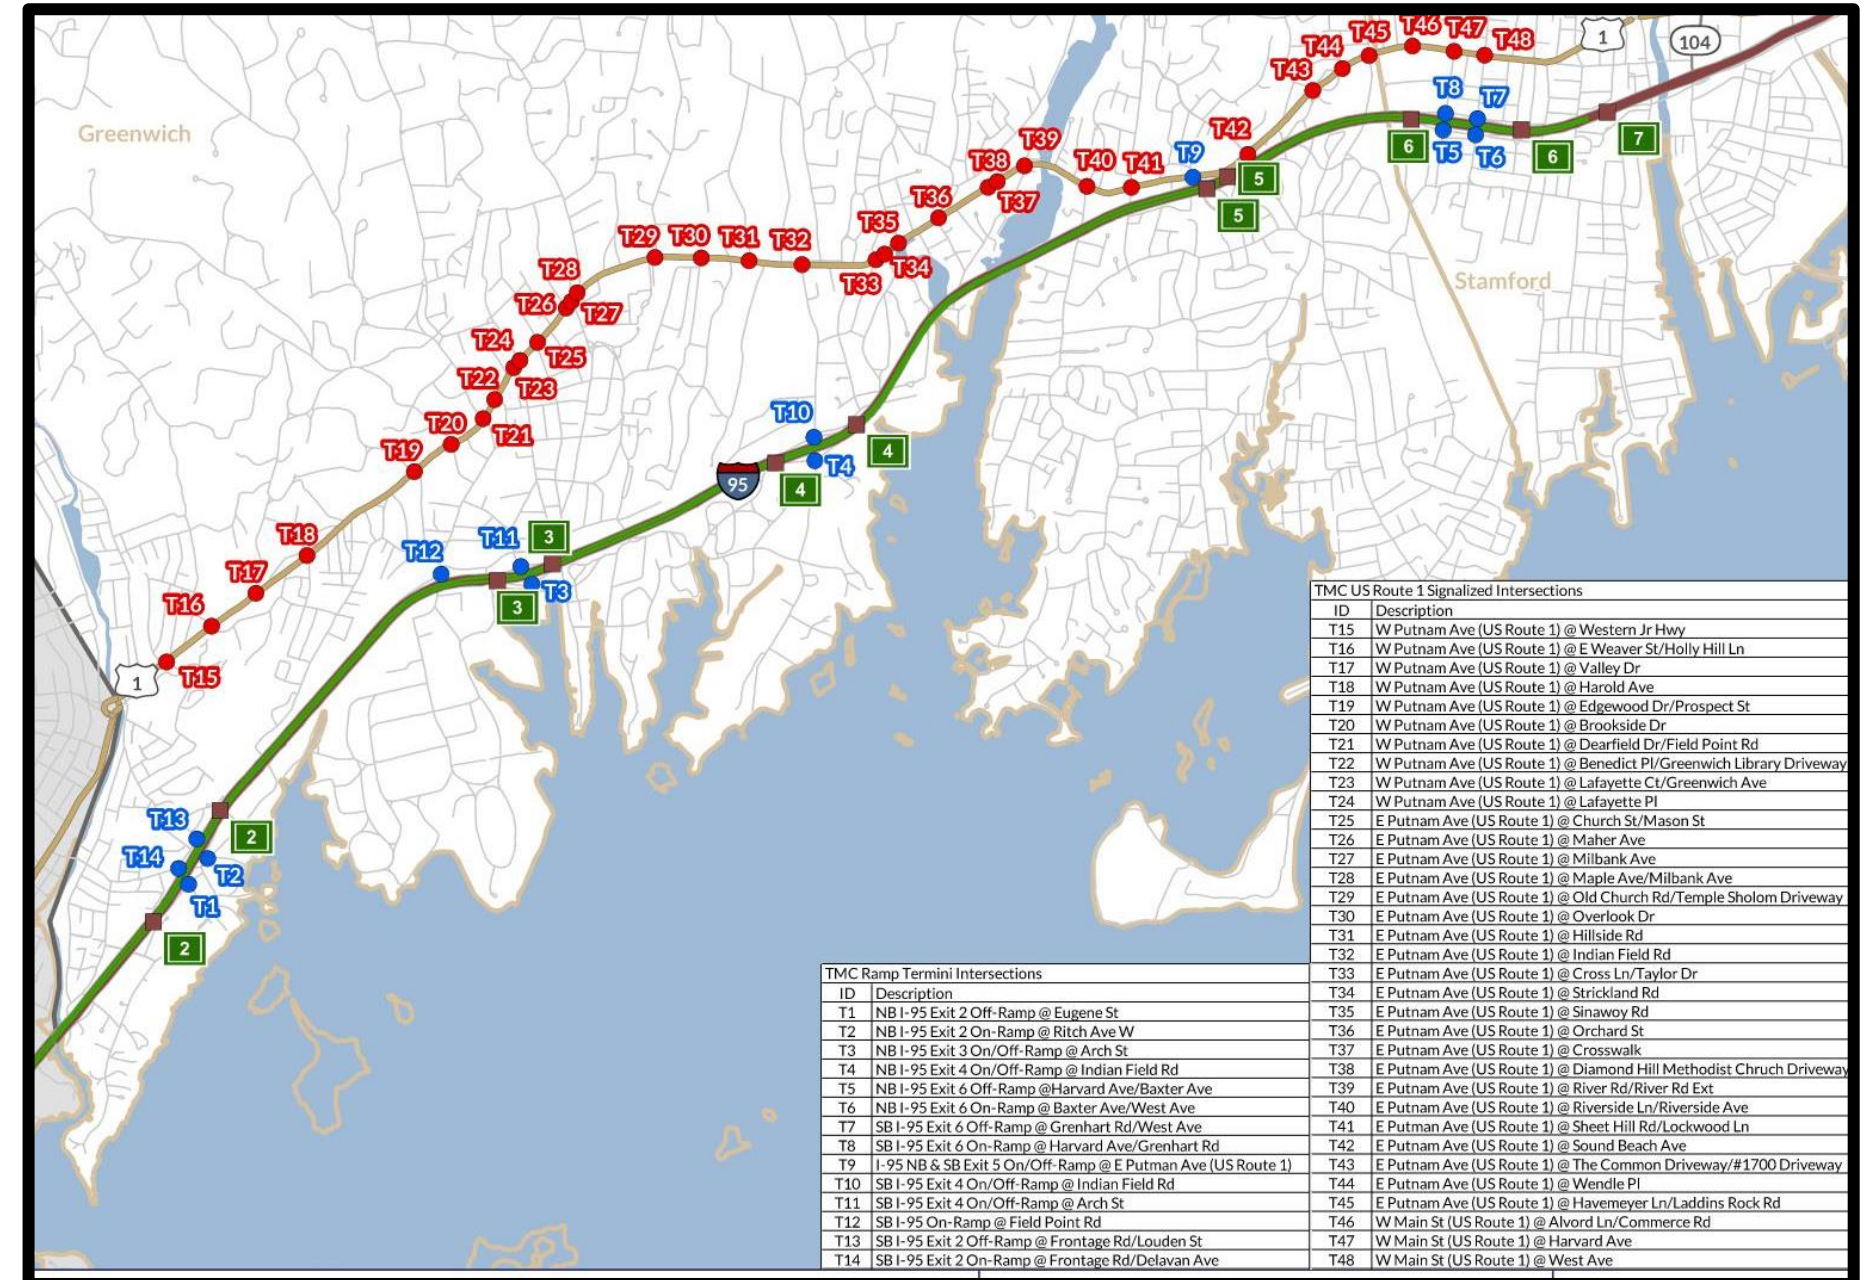 T46
T47
T45
T48
1
104
T44
T43
T8
T7
Greenwich
T42
T39
T9
6
T5
T6
6
7
T38
T40
T41
5
T36
T37
5
T35
T29
T30
T31
T32
T34
T33
Stamford
T28
T26
T27
T24
T25
T22
T23
T20
T21
T19
T10
4
T4
95
4
T18
T12
T11
3
T17
T3
3
T16
1
T15
T13
2
T14
T2
T1
2
TMC US Route 1 Signalized Intersections
ID Description
T15 W Putnam Ave (US Route 1) @ Western Jr Hwy
T16 W Putnam Ave (US Route 1) @ E Weaver St/Holly Hill Ln
T17 W Putnam Ave (US Route 1) @ Valley Dr
T18 W Putnam Ave (US Route 1) @ Harold Ave
T19 W Putnam Ave (US Route 1) @ Edgewood Dr/Prospect St
T20 W Putnam Ave (US Route 1) @ Brookside Dr
T21 W Putnam Ave (US Route 1) @ Dearfield Dr/Field Point Rd
T22 W Putnam Ave (US Route 1) @ Benedict Pl/Greenwich Library Driveway
T23 W Putnam Ave (US Route 1) @ Lafayette Ct/Greenwich Ave
T24 W Putnam Ave (US Route 1) @ Lafayette Pl
T25 E Putnam Ave (US Route 1) @ Church St/Mason St
T26 E Putnam Ave (US Route 1) @ Maher Ave
T27 E Putnam Ave (US Route 1) @ Milbank Ave
T28 E Putnam Ave (US Route 1) @ Maple Ave/Milbank Ave
T29 E Putnam Ave (US Route 1) @ Old Church Rd/Temple Sholom Driveway
T30 E Putnam Ave (US Route 1) @ Overlook Dr
T31 E Putnam Ave (US Route 1) @ Hillside Rd
T32 E Putnam Ave (US Route 1) @ Indian Field Rd
T33 E Putnam Ave (US Route 1) @ Cross Ln/Taylor Dr
T34 E Putnam Ave (US Route 1) @ Strickland Rd
T35 E Putnam Ave (US Route 1) @ Sinawoy Rd
T36 E Putnam Ave (US Route 1) @ Orchard St
T37 E Putnam Ave (US Route 1) @ Crosswalk
T38 E Putnam Ave (US Route 1) @ Diamond Hill Methodist Chruch Driveway
T39 E Putnam Ave (US Route 1) @ River Rd/River Rd Ext
T40 E Putnam Ave (US Route 1) @ Riverside Ln/Riverside Ave
T41 E Putman Ave (US Route 1) @ Sheet Hill Rd/Lockwood Ln
T42 E Putnam Ave (US Route 1) @ Sound Beach Ave
T43 E Putnam Ave (US Route 1) @ The Common Driveway/#1700 Driveway
T44 E Putnam Ave (US Route 1) @ Wendle Pl
T45 E Putnam Ave (US Route 1) @ Havemeyer Ln/Laddins Rock Rd
T46 W Main St (US Route 1) @ Alvord Ln/Commerce Rd
T47 W Main St (US Route 1) @ Harvard Ave
T48 W Main St (US Route 1) @ West Ave
TMC Ramp Termini Intersections
ID Description
T1 NB I-95 Exit 2 Off-Ramp @ Eugene St
T2 NB I-95 Exit 2 On-Ramp @ Ritch Ave W
T3 NB I-95 Exit 3 On/Off-Ramp @ Arch St
T4 NB I-95 Exit 4 On/Off-Ramp @ Indian Field Rd
T5 NB I-95 Exit 6 Off-Ramp @Harvard Ave/Baxter Ave
T6 NB I-95 Exit 6 On-Ramp @ Baxter Ave/West Ave
T7 SB I-95 Exit 6 Off-Ramp @ Grenhart Rd/West Ave
T8 SB I-95 Exit 6 On-Ramp @ Harvard Ave/Grenhart Rd
T9 I-95 NB & SB Exit 5 On/Off-Ramp @ E Putman Ave (US Route 1)
T10 SB I-95 Exit 4 On/Off-Ramp @ Indian Field Rd
T11 SB I-95 Exit 4 On/Off-Ramp @ Arch St
T12 SB I-95 On-Ramp @ Field Point Rd
T13 SB I-95 Exit 2 Off-Ramp @ Frontage Rd/Louden St
T14 SB I-95 Exit 2 On-Ramp @ Frontage Rd/Delavan Ave